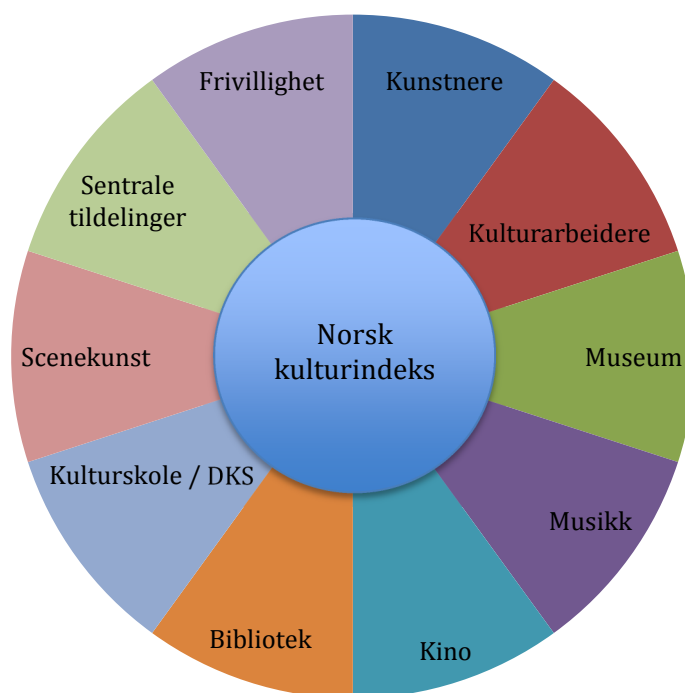 Frivillighet
Kunstnere
Sentrale
tildelinger
Kulturarbeidere
Norsk
kulturindeks
Scenekunst
Museum
Kulturskole / DKS
Musikk
Bibliotek
Kino